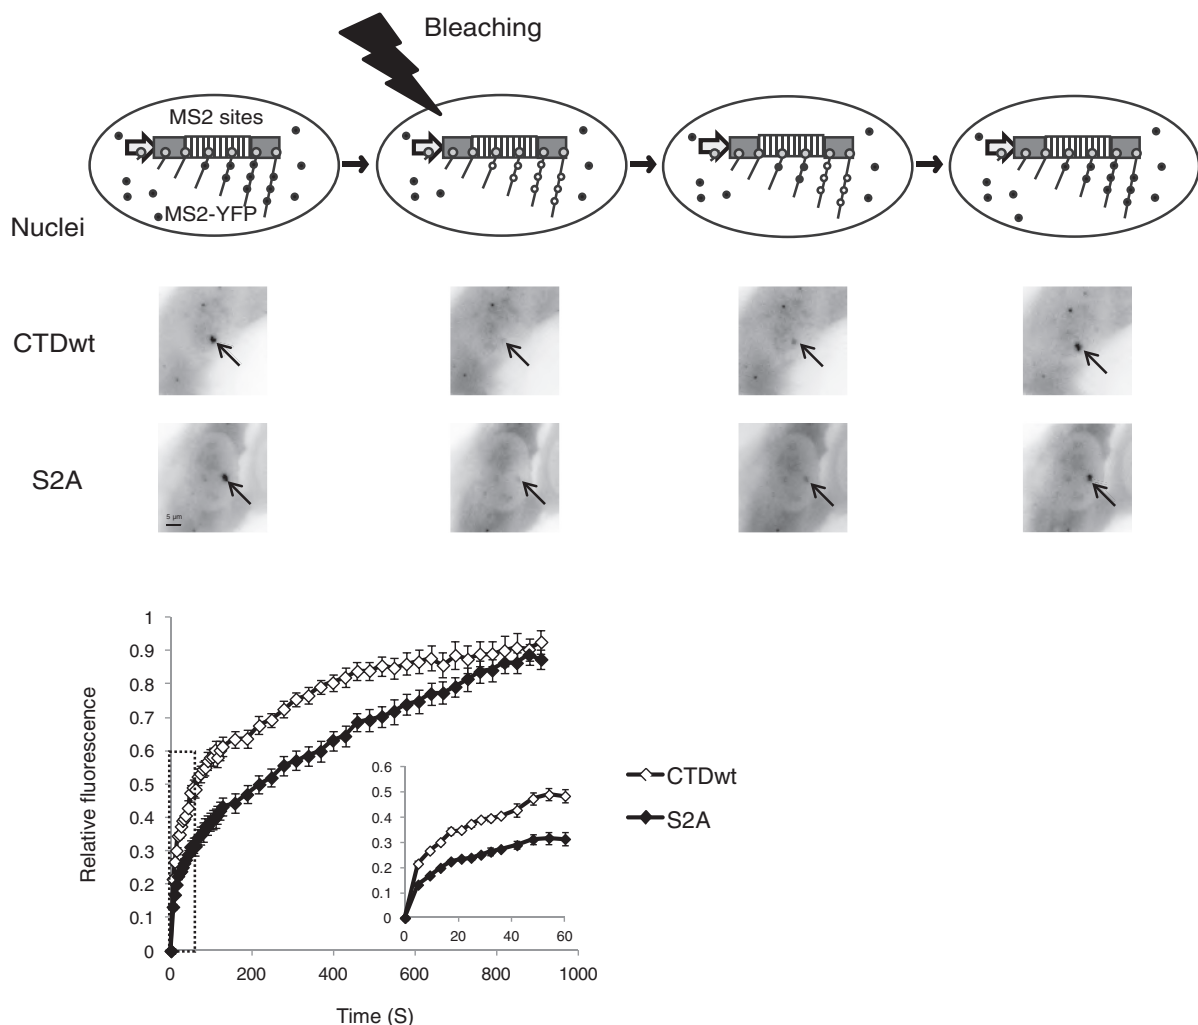 Bleaching
MS2 sites
MS2-YFP
Nuclei
CTDwt
S2A
5 µm
1
0.9
0.8
0.7
0.6
0.5
0.4
0.3
0.2
0.1
0
Relative fluorescence
0 200 400 600 800 1000
Time (S)
0.6
0.5
0.4
0.3
0.2
0.1
0
0 20 40 60
CTDwt
S2A